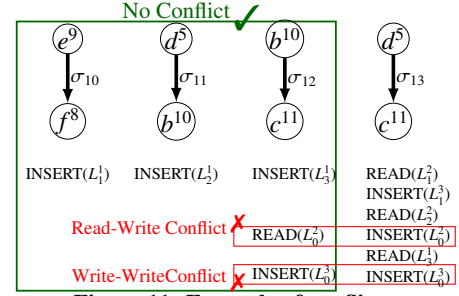 No Conflict ✓
e⁹ d⁵ b¹⁰ d⁵
σ₁₀ σ₁₁ σ₁₂ σ₁₃
f⁸ b¹⁰ c¹¹ c¹¹
INSERT(L₁¹) INSERT(L₂¹) INSERT(L₃¹) READ(L₁²)
INSERT(L₁³)
READ(L₂²)
Read-Write Conflict ✗ READ(L₀²) INSERT(L₀²)
READ(L₃¹)
Write-WriteConflict ✗ INSERT(L₀³) INSERT(L₀³)